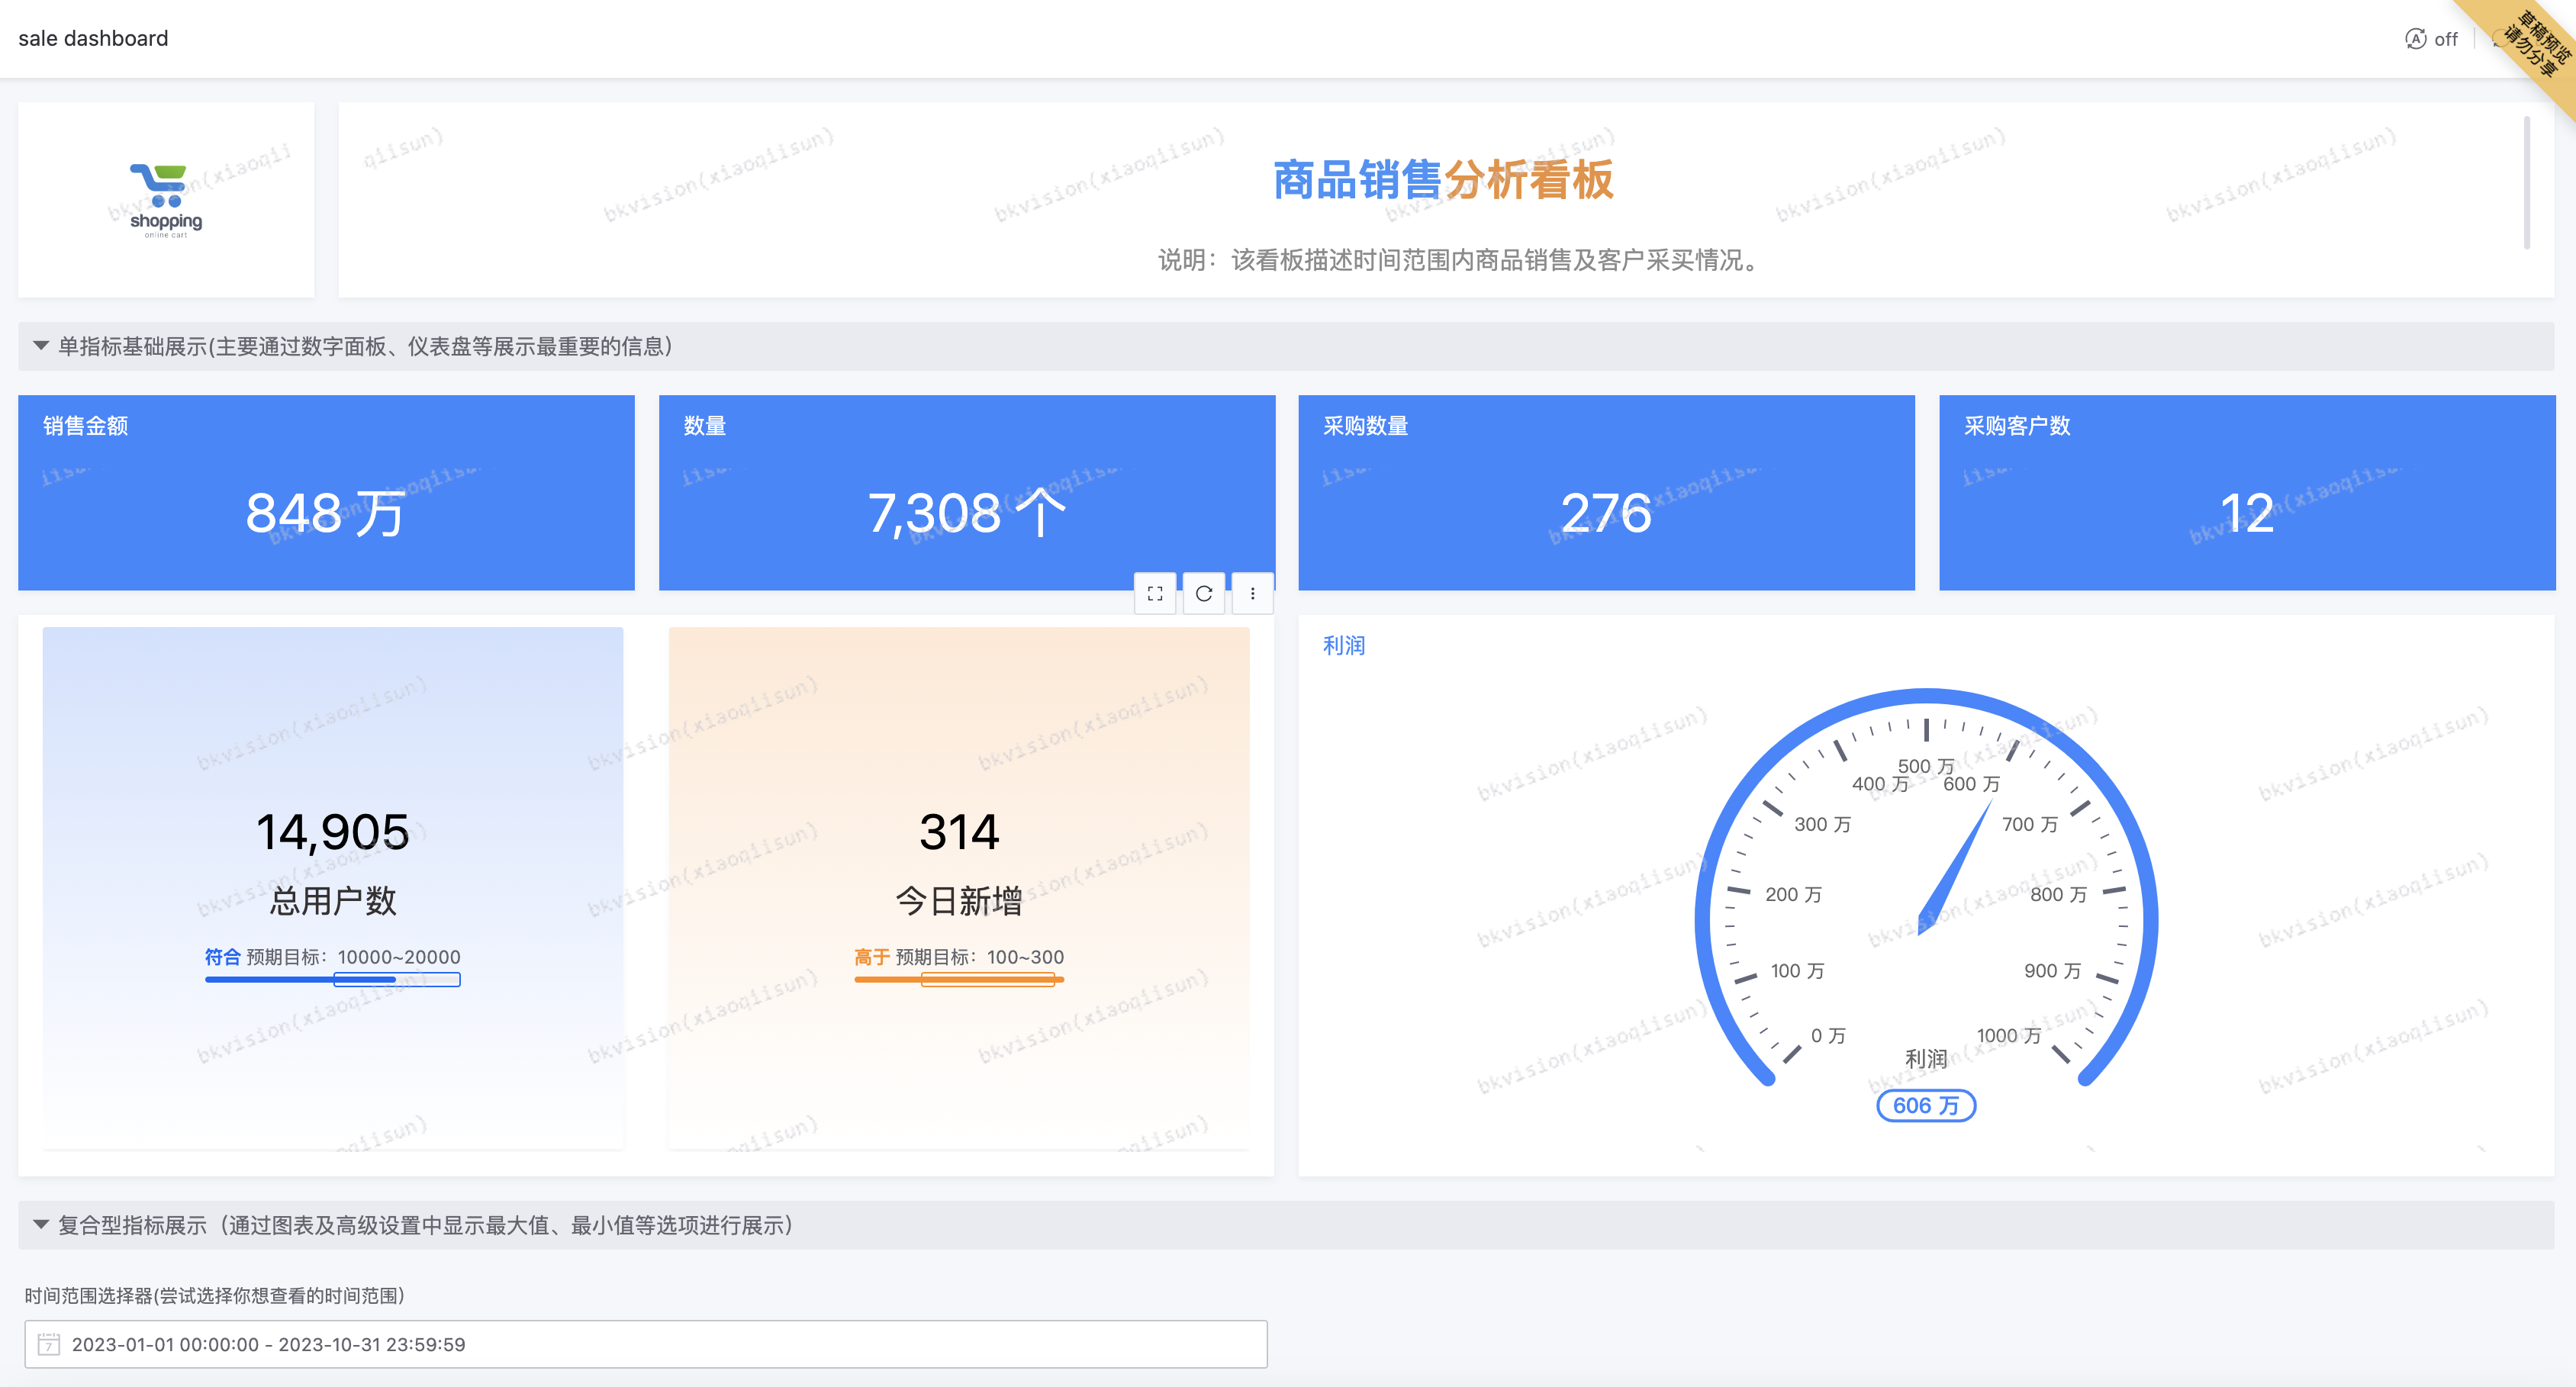 sale dashboard
off
草稿预览
请勿分享
shopping
online cart
商品销售分析看板
说明：该看板描述时间范围内商品销售及客户采买情况。
单指标基础展示(主要通过数字面板、仪表盘等展示最重要的信息)
销售金额
848 万
数量
7,308 个
采购数量
276
采购客户数
12
14,905
总用户数
符合 预期目标：10000~20000
314
今日新增
高于 预期目标：100~300
利润
500 万
400 万
600 万
300 万
700 万
200 万
800 万
100 万
900 万
0 万
1000 万
利润
606 万
bkvision(xiaoqiisun)
复合型指标展示（通过图表及高级设置中显示最大值、最小值等选项进行展示）
时间范围选择器(尝试选择你想查看的时间范围)
7
2023-01-01 00:00:00 - 2023-10-31 23:59:59